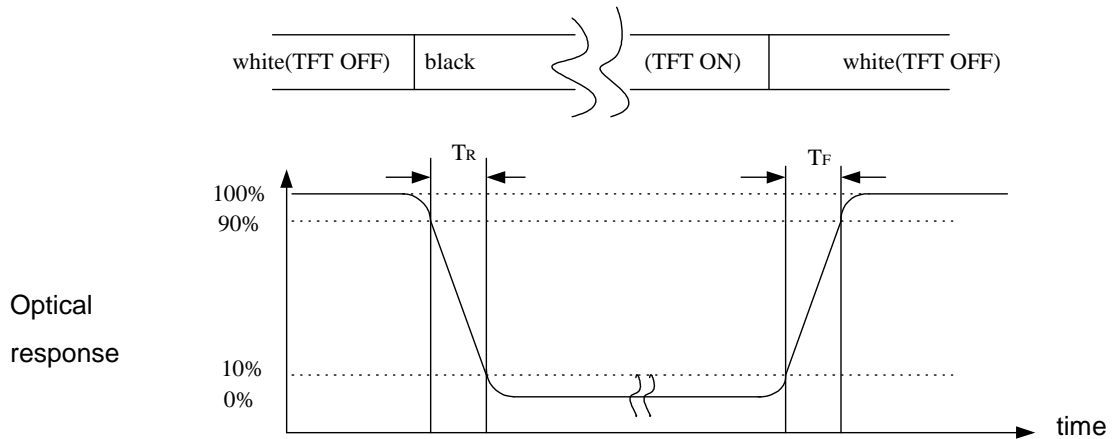 white(TFT OFF) black (TFT ON) white(TFT OFF)
TR TF
100%
90%
Optical
response
10%
0%
time